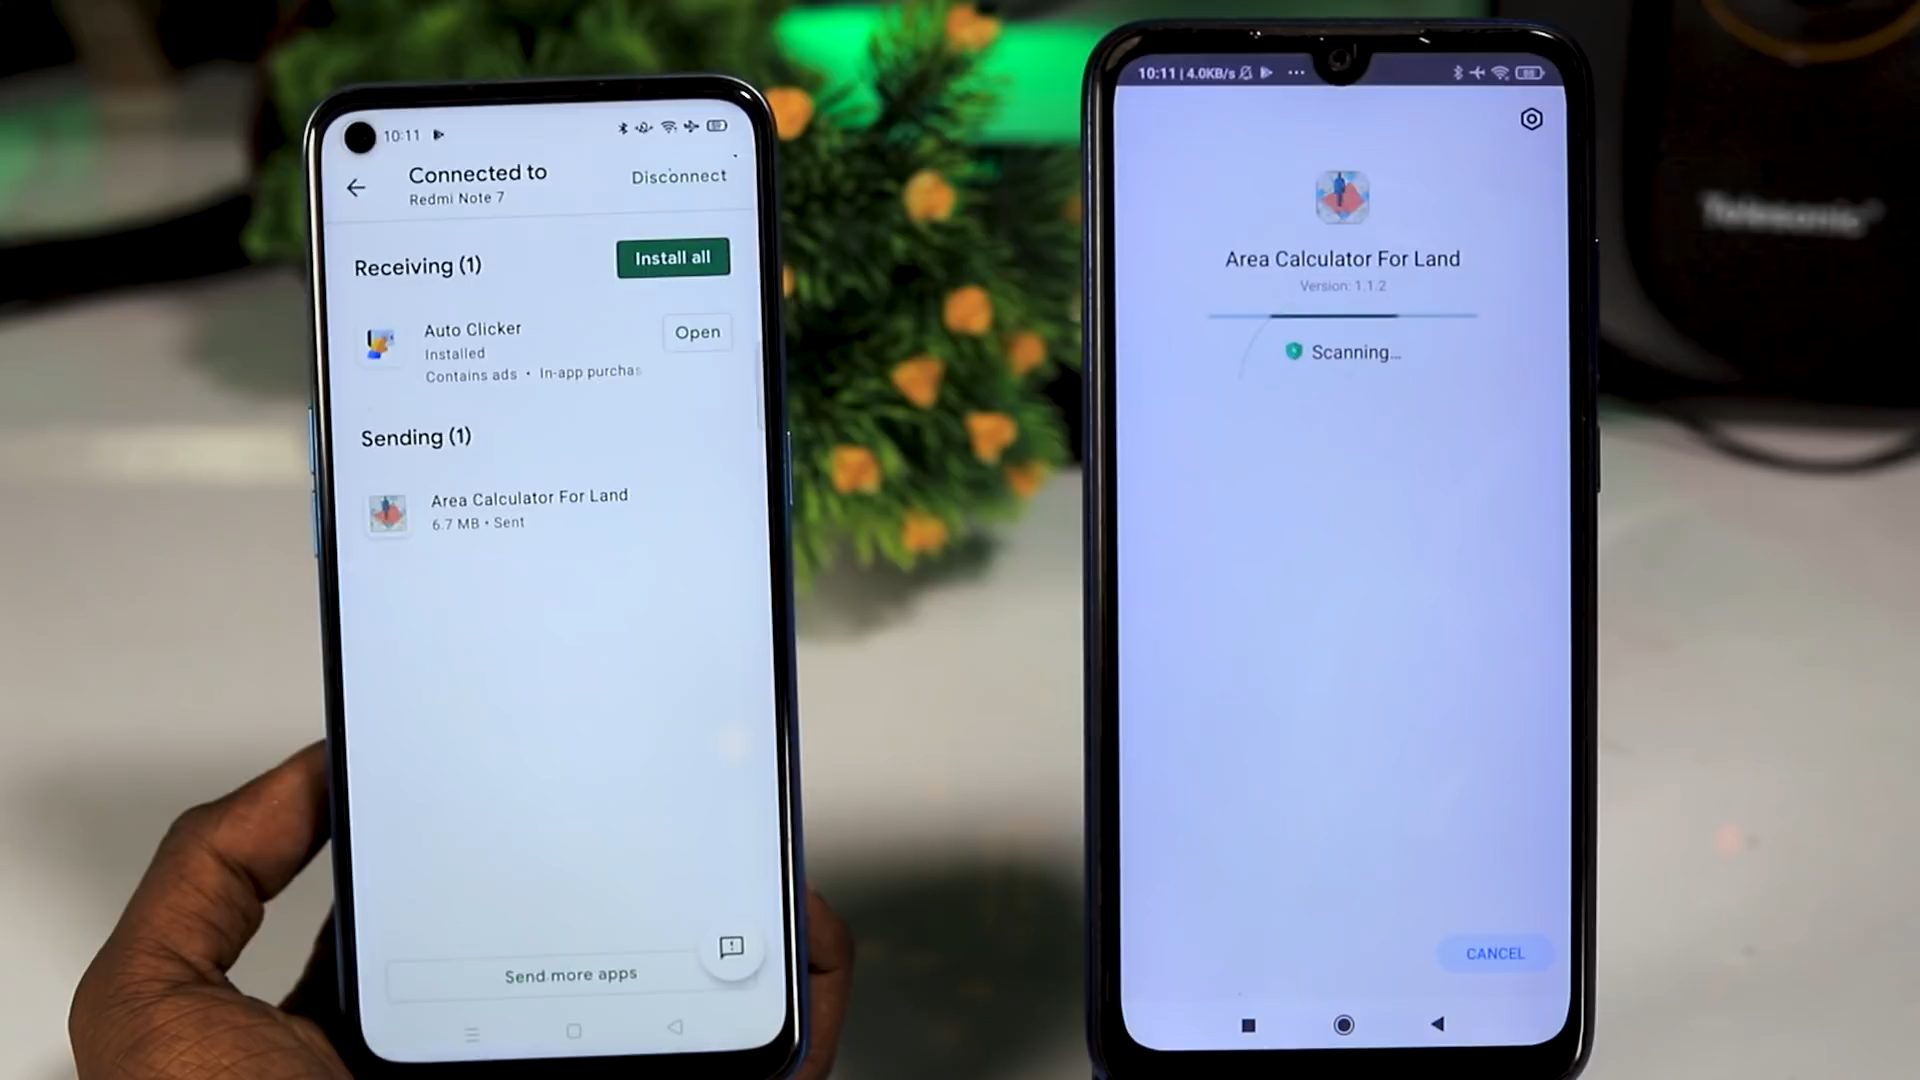 10:11
Connected to
Redmi Note 7
Disconnect
Receiving (1)
Install all
Auto Clicker
Installed
Contains ads • In-app purchas
Open
Sending (1)
Area Calculator For Land
6.7 MB • Sent
Send more apps
10:11 | 4.0KB/s
Area Calculator For Land
Version: 1.1.2
Scanning...
CANCEL
Telesonic